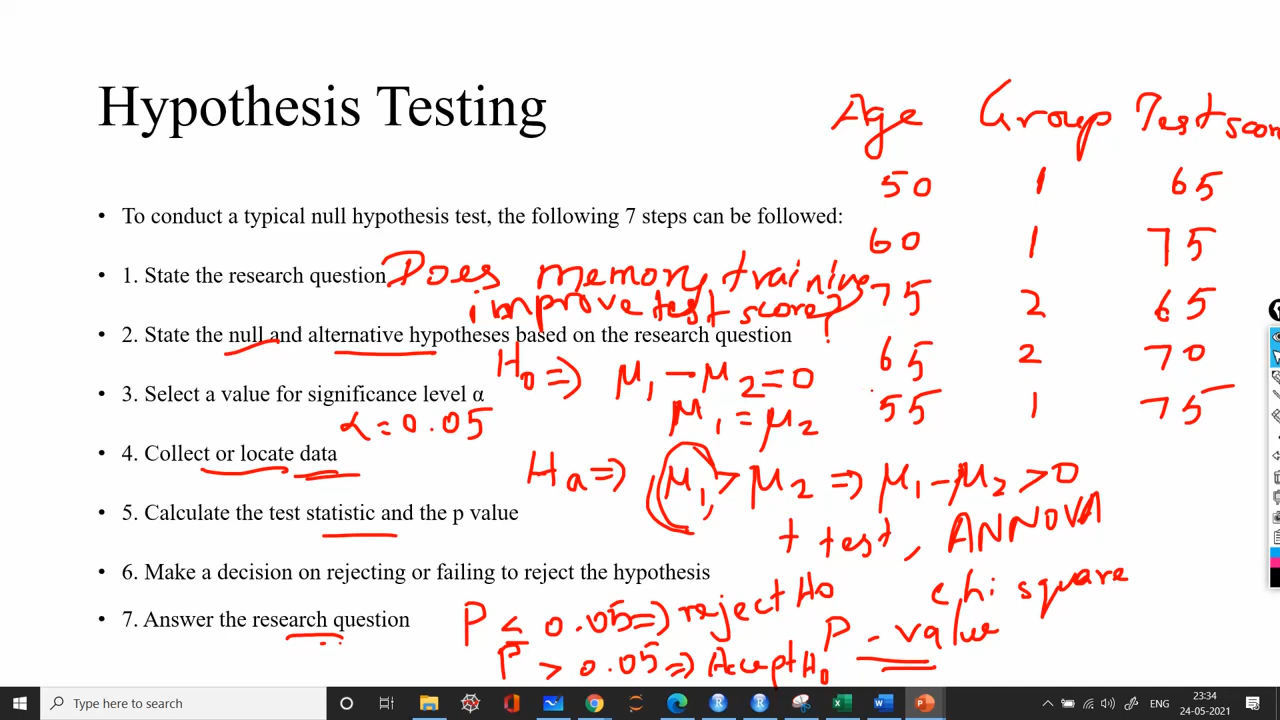 Hypothesis Testing
Age Group Test score
50 1 65
60 1 75
75 2 65
65 2 70
55 1 75
• To conduct a typical null hypothesis test, the following 7 steps can be followed:
• 1. State the research question
Does memory training
improve test score?
• 2. State the null and alternative hypotheses based on the research question
H0 => μ1 - μ2 = 0
μ1 = μ2
• 3. Select a value for significance level α
α = 0.05
• 4. Collect or locate data
Ha => μ1 > μ2 => μ1 - μ2 > 0
• 5. Calculate the test statistic and the p value
t test, ANNOVA
chi square
P - value
• 6. Make a decision on rejecting or failing to reject the hypothesis
P ≤ 0.05 => reject H0
P > 0.05 => Accept H0
• 7. Answer the research question
Type here to search
ENG
23:34
24-05-2021